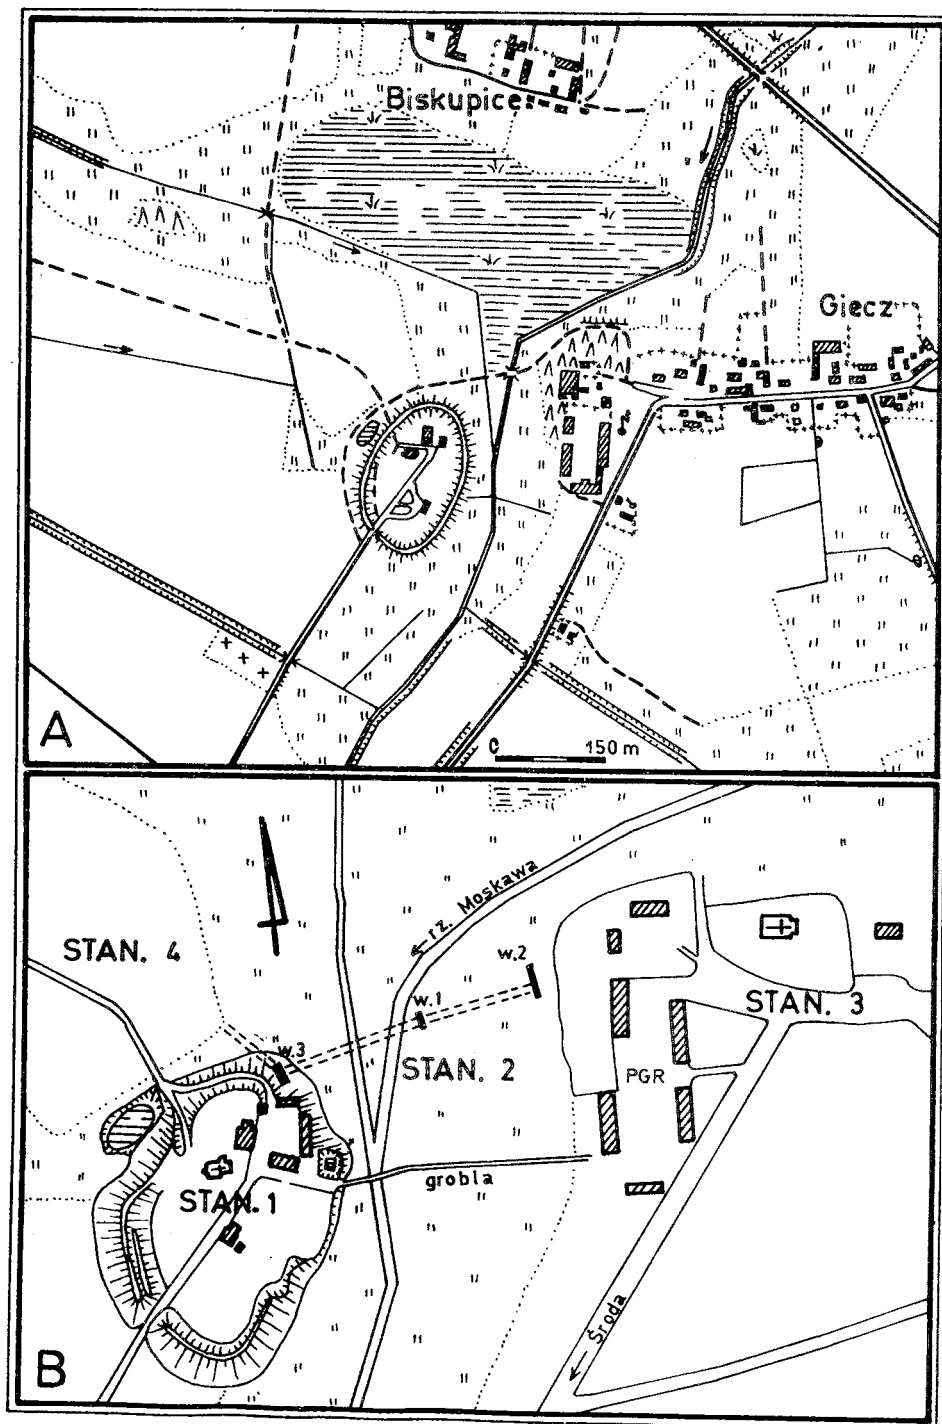 Biskupice
Giecz
A
0 150 m
rz. Moskawa
STAN. 4
w.2
w.1
STAN. 3
w.3
STAN. 2
PGR
grobla
STAN. 1
Środa
B